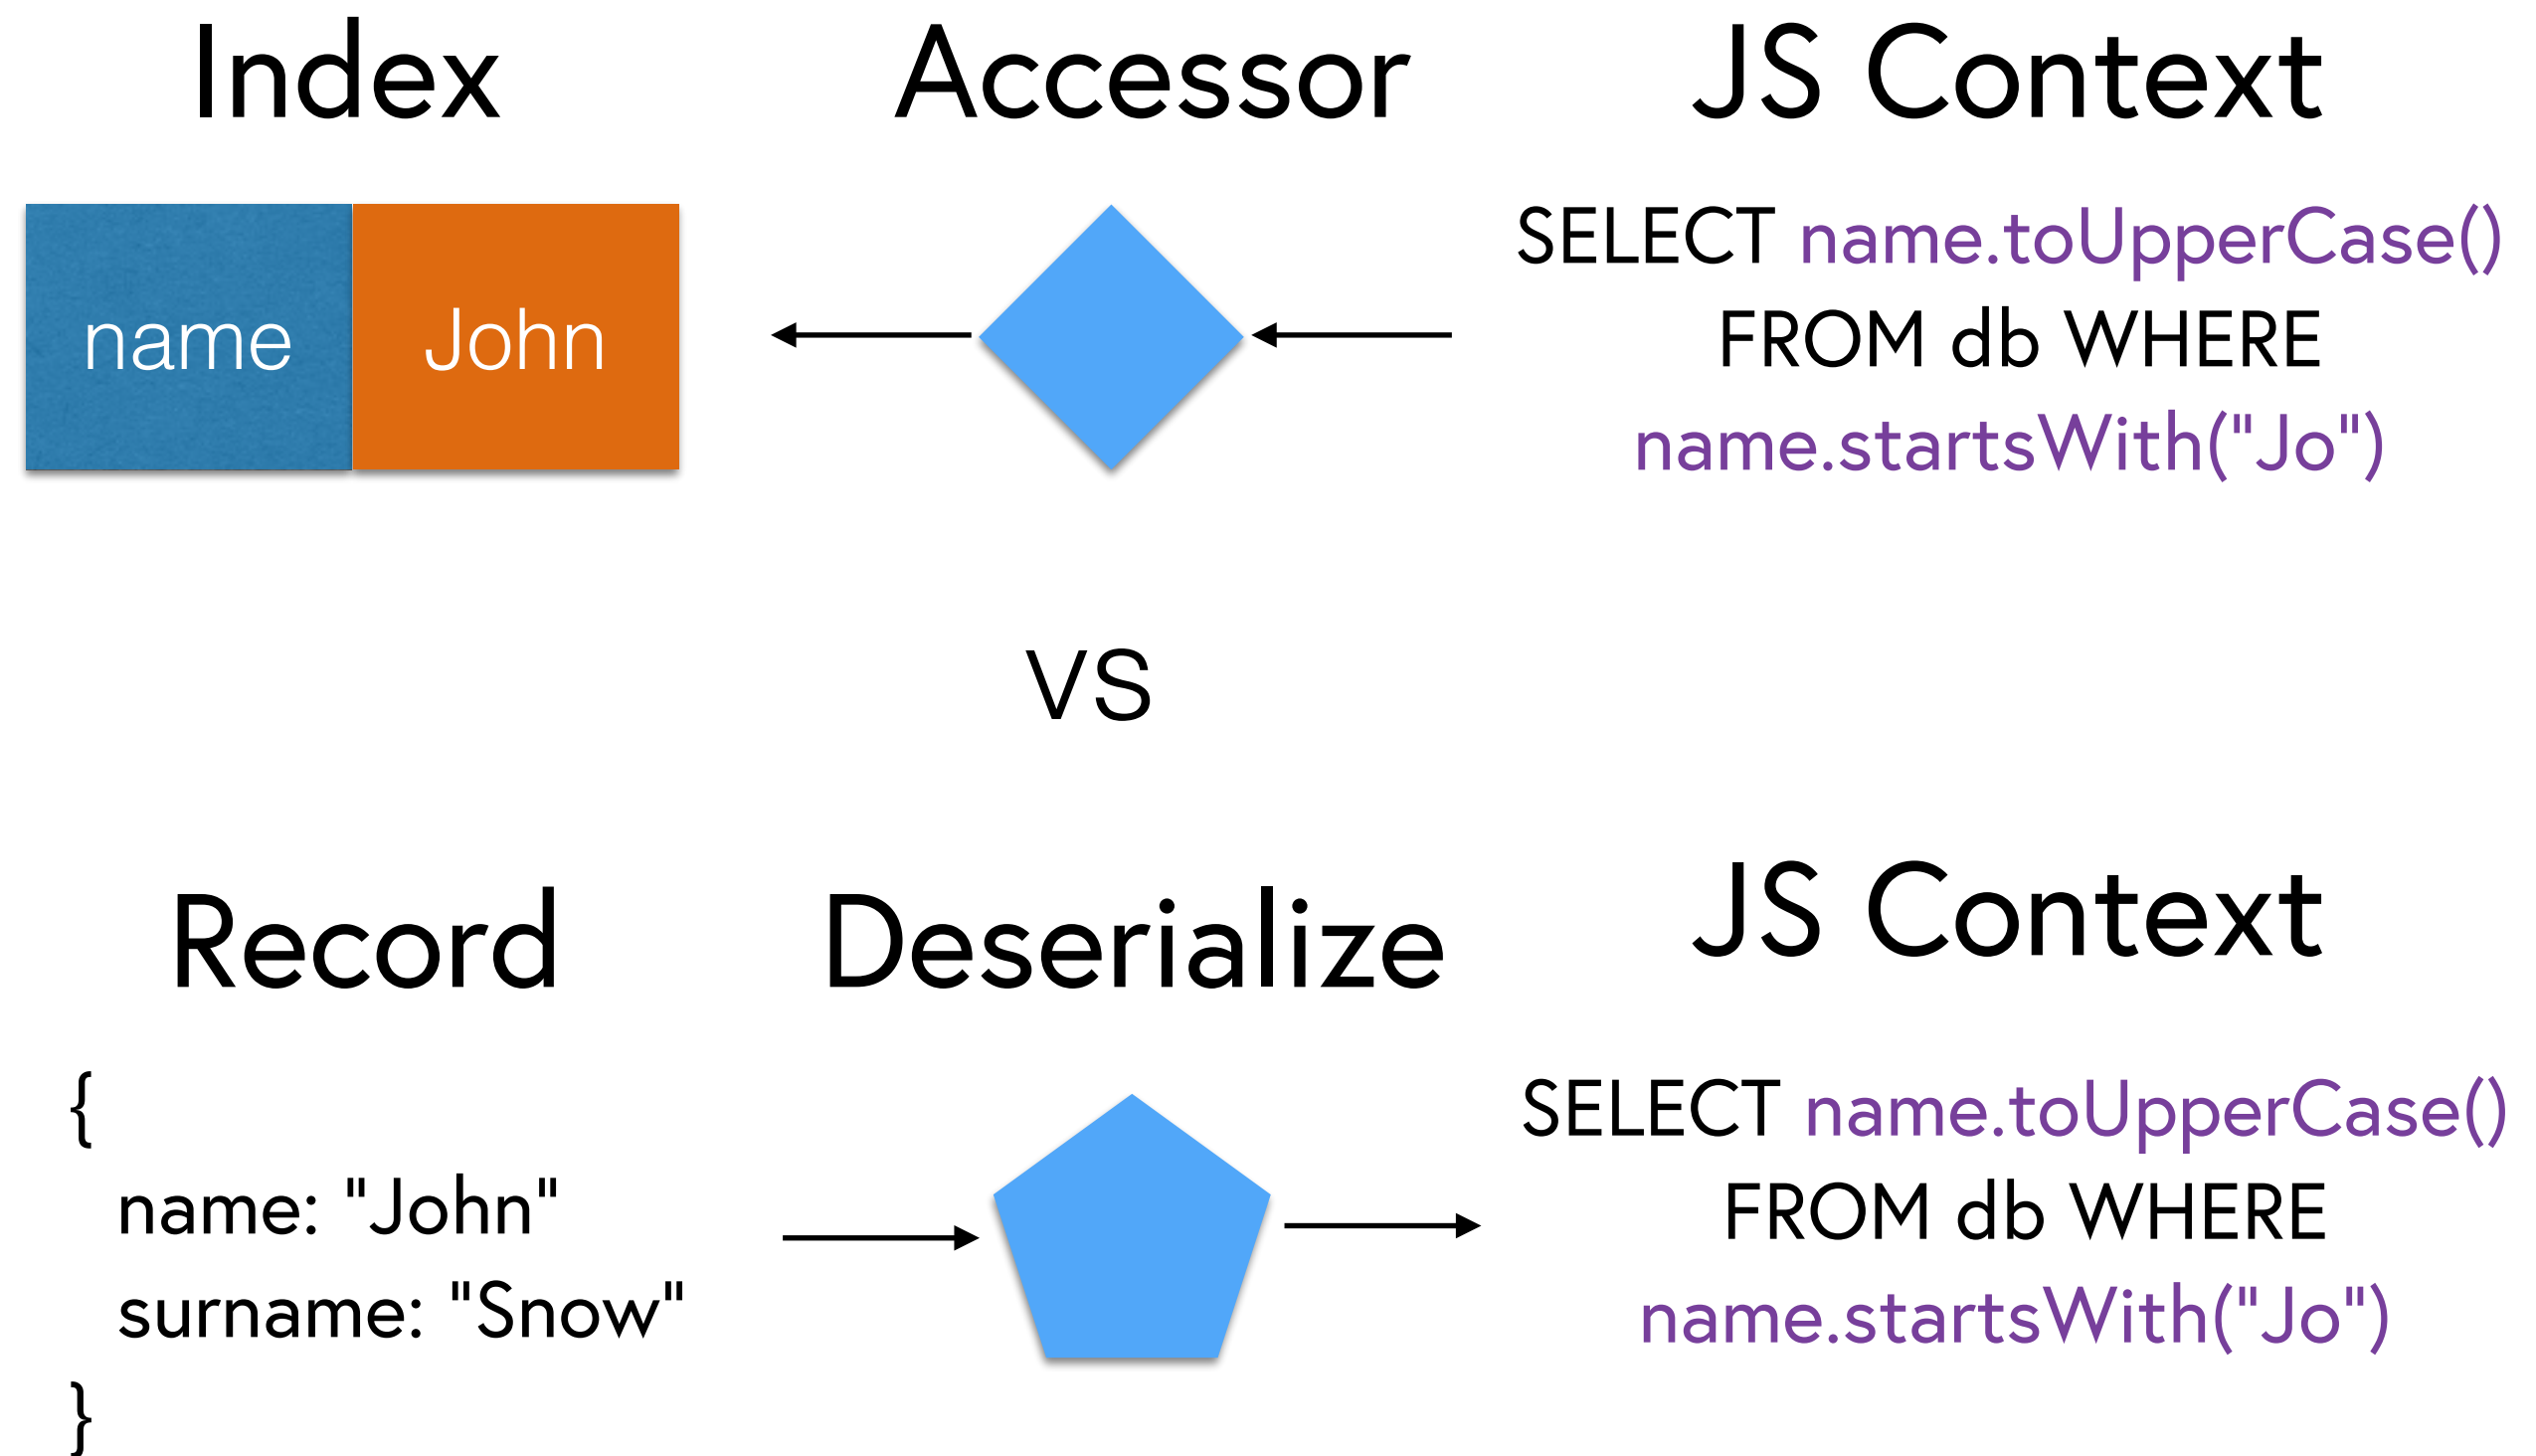 Index Accessor JS Context
name John
SELECT name.toUpperCase()
FROM db WHERE
name.startsWith("Jo")
VS
Record Deserialize JS Context
{
name: "John"
surname: "Snow"
}
SELECT name.toUpperCase()
FROM db WHERE
name.startsWith("Jo")